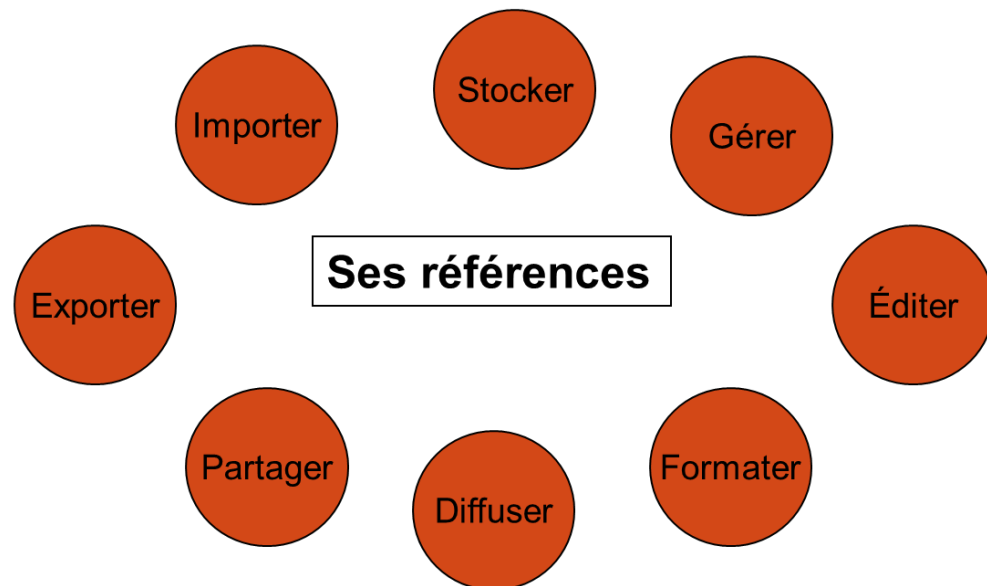 Stocker
Importer
Gérer
Ses références
Exporter
Éditer
Partager
Formater
Diffuser